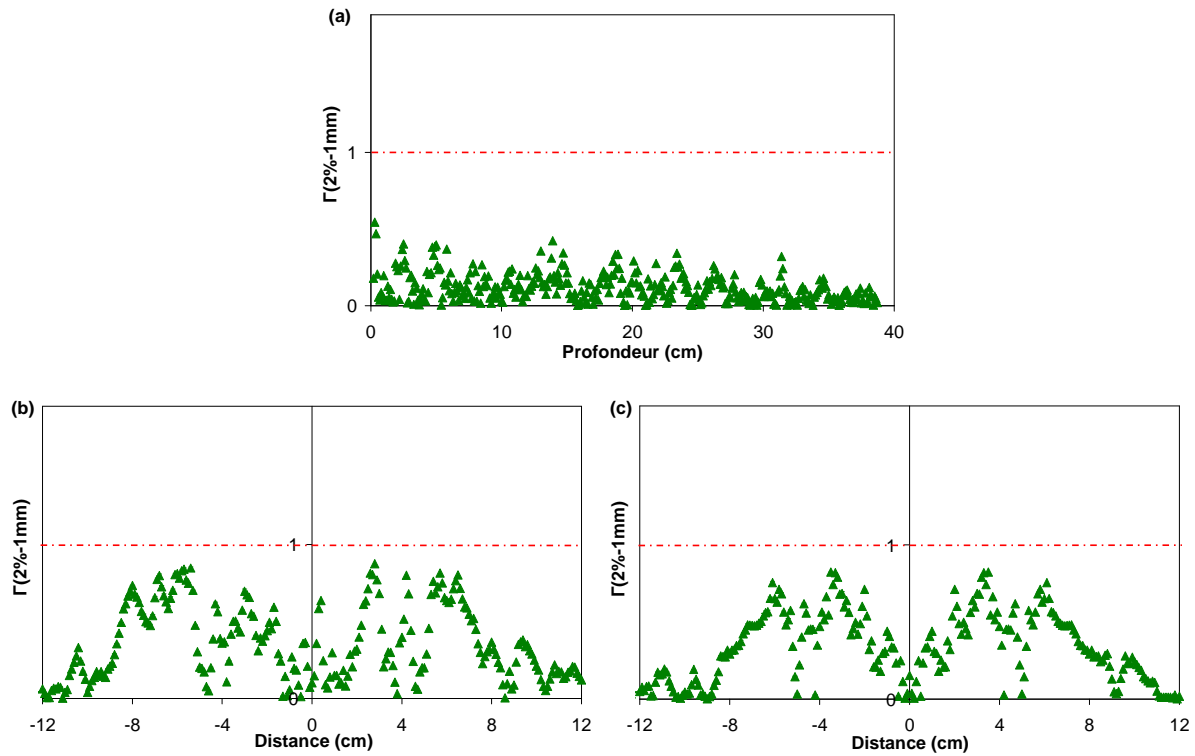 (a)
Γ(2%-1mm)
1
0
0 10 20 30 40
Profondeur (cm)
(b)
Γ(2%-1mm)
1
0
-12 -8 -4 0 4 8 12
Distance (cm)
(c)
Γ(2%-1mm)
1
0
-12 -8 -4 0 4 8 12
Distance (cm)